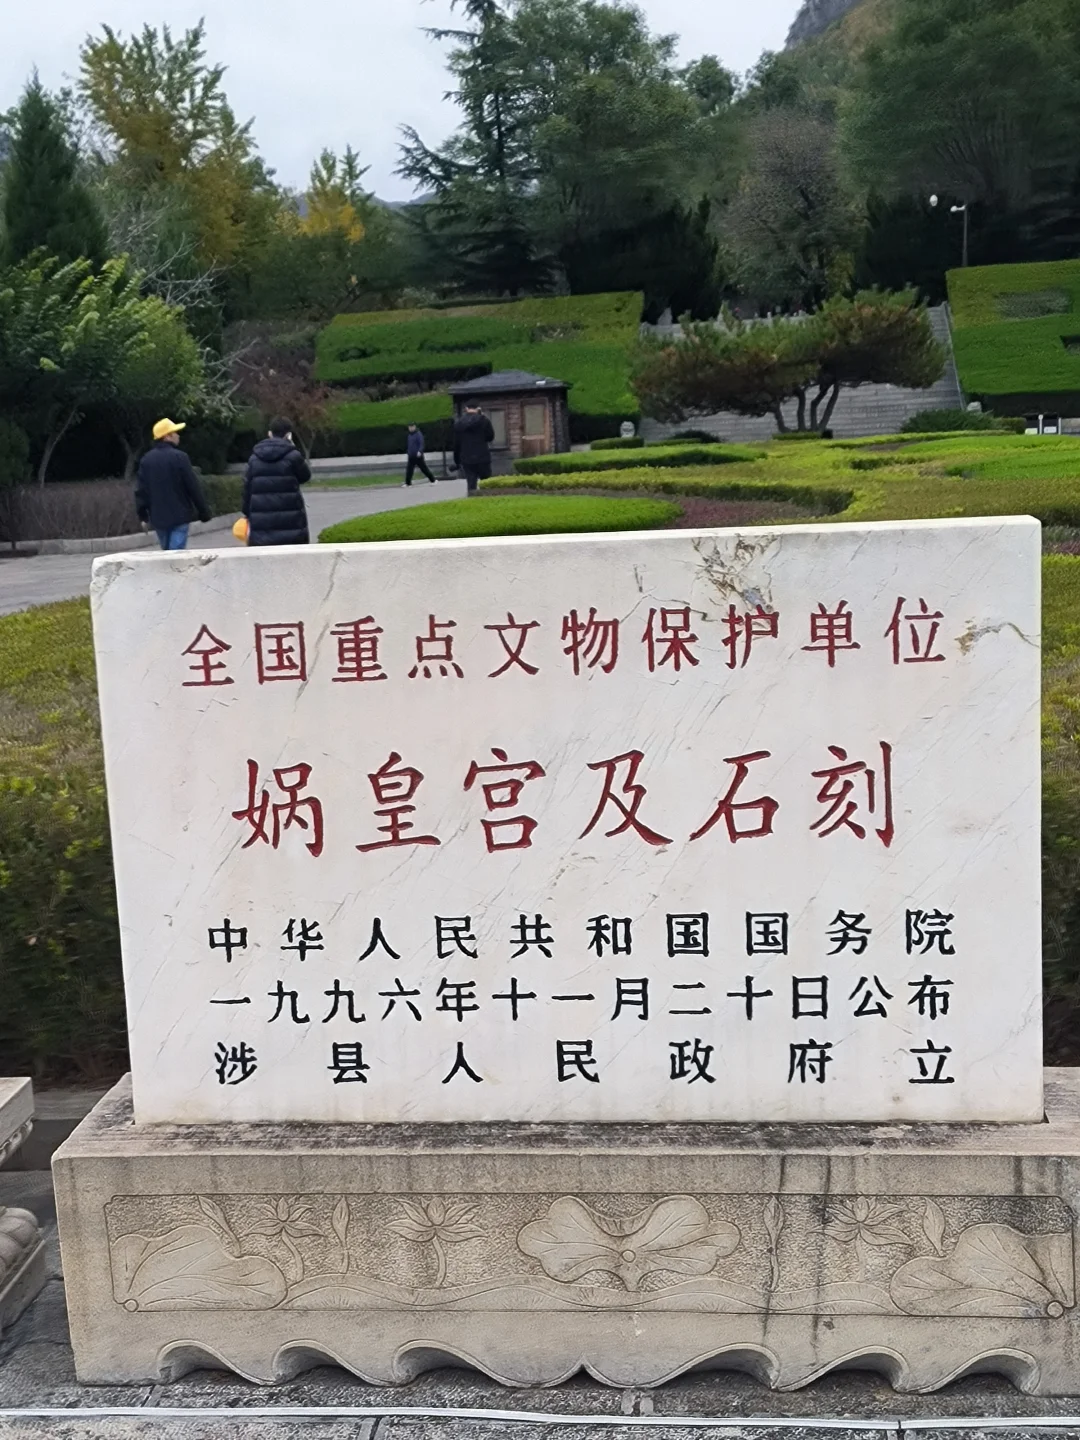 全国重点文物保护单位
娲皇宫及石刻
中华人民共和国国务院
一九九六年十一月二十日公布
涉县人民政府立